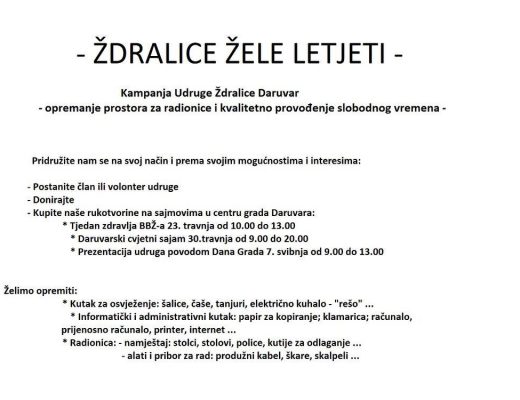 - ŽDRALICE ŽELE LETJETI -
Kampanja Udruge Ždralice Daruvar
- opremanje prostora za radionice i kvalitetno provođenje slobodnog vremena -
Pridružite nam se na svoj način i prema svojim mogućnostima i interesima:
- Postanite član ili volonter udruge
- Donirajte
- Kupite naše rukotvorine na sajmovima u centru grada Daruvara:
* Tjedan zdravlja BBŽ-a 23. travnja od 10.00 do 13.00
* Daruvarski cvjetni sajam 30.travnja od 9.00 do 20.00
* Prezentacija udruga povodom Dana Grada 7. svibnja od 9.00 do 13.00
Želimo opremiti:
* Kutak za osvježenje: šalice, čaše, tanjuri, električno kuhalo - "rešo" ...
* Informatički i administrativni kutak: papir za kopiranje; klamarica; računalo,
prijenosno računalo, printer, internet ...
* Radionica: - namještaj: stolci, stolovi, police, kutije za odlaganje ...
- alati i pribor za rad: produžni kabel, škare, skalpeli ...